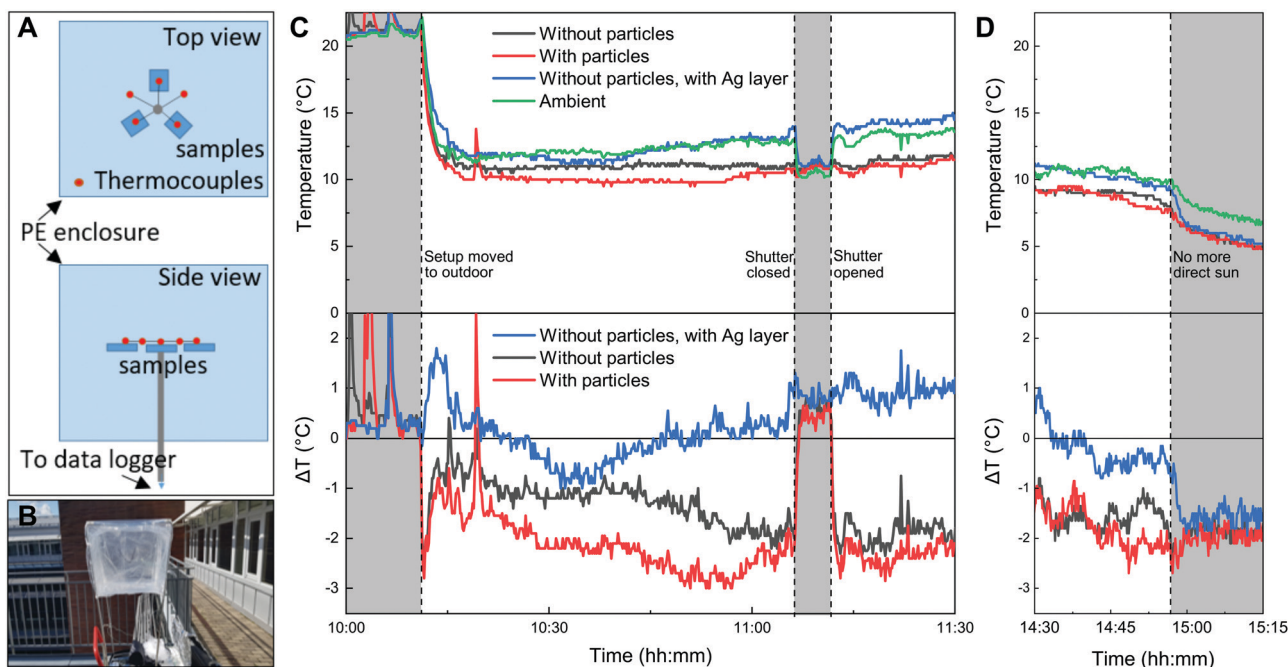 A
Top view
samples
Thermocouples
PE enclosure
Side view
samples
To data logger
B
C
Without particles
With particles
Without particles, with Ag layer
Ambient
Temperature (°C)
20
15
10
5
0
Setup moved
to outdoor
Shutter
closed
Shutter
opened
Without particles, with Ag layer
Without particles
With particles
ΔT (°C)
2
1
0
-1
-2
-3
10:00
10:30
11:00
11:30
Time (hh:mm)
D
Temperature (°C)
20
15
10
5
0
No more
direct sun
ΔT (°C)
2
1
0
-1
-2
-3
14:30
14:45
15:00
15:15
Time (hh:mm)